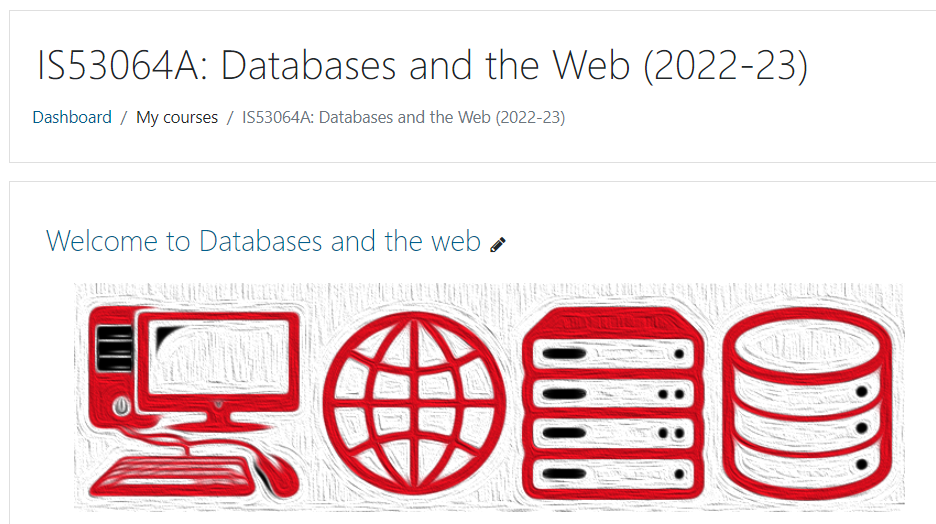 IS53064A: Databases and the Web (2022-23)
Dashboard / My courses / IS53064A: Databases and the Web (2022-23)
Welcome to Databases and the web